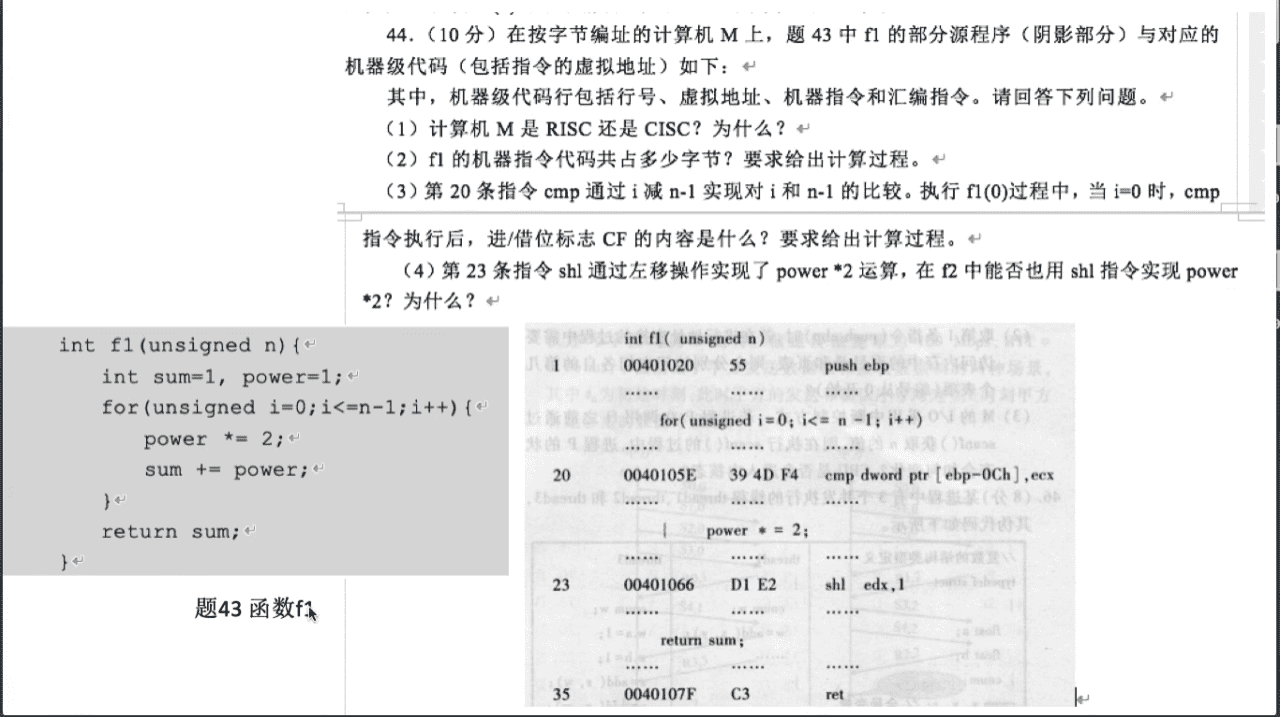 44.（10 分）在按字节编址的计算机 M 上，题 43 中 f1 的部分源程序（阴影部分）与对应的
机器级代码（包括指令的虚拟地址）如下：
其中，机器级代码行包括行号、虚拟地址、机器指令和汇编指令。请回答下列问题。
（1）计算机 M 是 RISC 还是 CISC？为什么？
（2）f1 的机器指令代码共占多少字节？要求给出计算过程。
（3）第 20 条指令 cmp 通过 i 减 n-1 实现对 i 和 n-1 的比较。执行 f1(0)过程中，当 i=0 时，cmp
指令执行后，进/借位标志 CF 的内容是什么？要求给出计算过程。
（4）第 23 条指令 shl 通过左移操作实现了 power *2 运算，在 f2 中能否也用 shl 指令实现 power
*2？为什么？
int f1(unsigned n){
int sum=1, power=1;
for(unsigned i=0;i<=n-1;i++){
power *= 2;
sum += power;
}
return sum;
}
题43 函数f1
int f1( unsigned n)
1 00401020 55 push ebp
...... ...... ......
for( unsigned i=0; i<= n -1; i++)
...... ...... ......
20 0040105E 39 4D F4 cmp dword ptr [ebp-0Ch],ecx
...... ...... ......
| power * = 2;
...... ...... ......
23 00401066 D1 E2 shl edx,1
...... ...... ......
return sum;
...... ...... ......
35 0040107F C3 ret